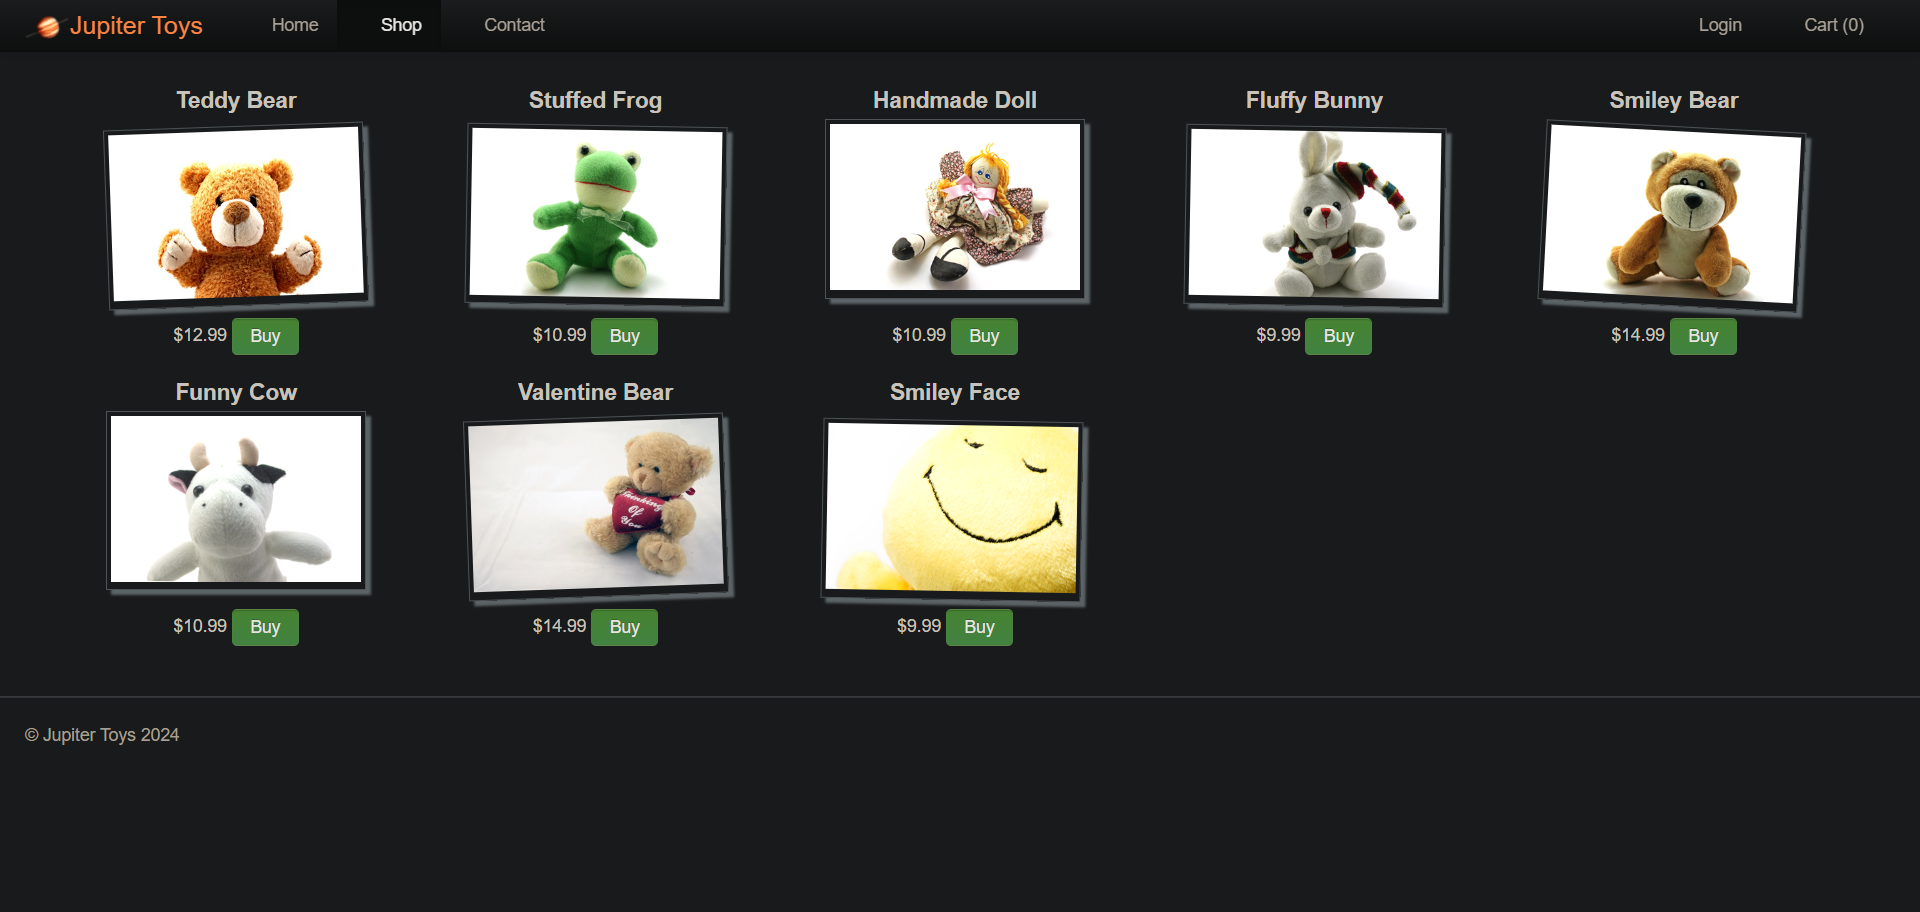 Jupiter Toys Home Shop Contact Login Cart (0)
Teddy Bear Stuffed Frog Handmade Doll Fluffy Bunny Smiley Bear
$12.99 Buy $10.99 Buy $10.99 Buy $9.99 Buy $14.99 Buy
Funny Cow Valentine Bear Smiley Face
Thinking
Of
You
$10.99 Buy $14.99 Buy $9.99 Buy
© Jupiter Toys 2024